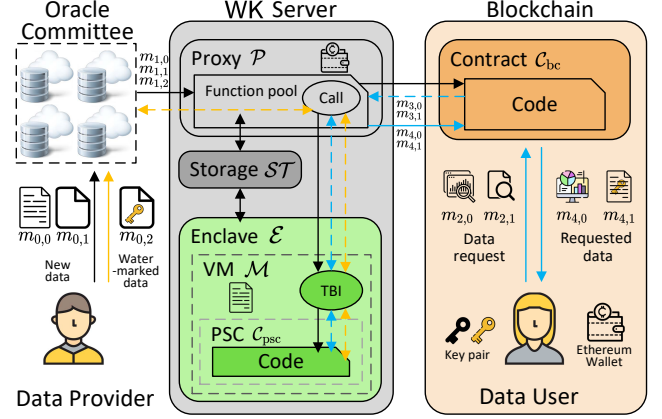 Oracle
Committee
WK Server
Blockchain
m1,0
m1,1
m1,2
Proxy 𝒫
Function pool
Call
Contract 𝒞bc
Code
m3,0
m3,1
m4,0
m4,1
Storage 𝒮𝒯
m0,0
m0,1
m0,2
New
data
Water
-marked
data
Enclave ℰ
VM ℳ
TBI
PSC 𝒞psc
Code
m2,0
m2,1
m4,0
m4,1
Data
request
Requested
data
Key pair
Ethereum
Wallet
Data Provider
Data User